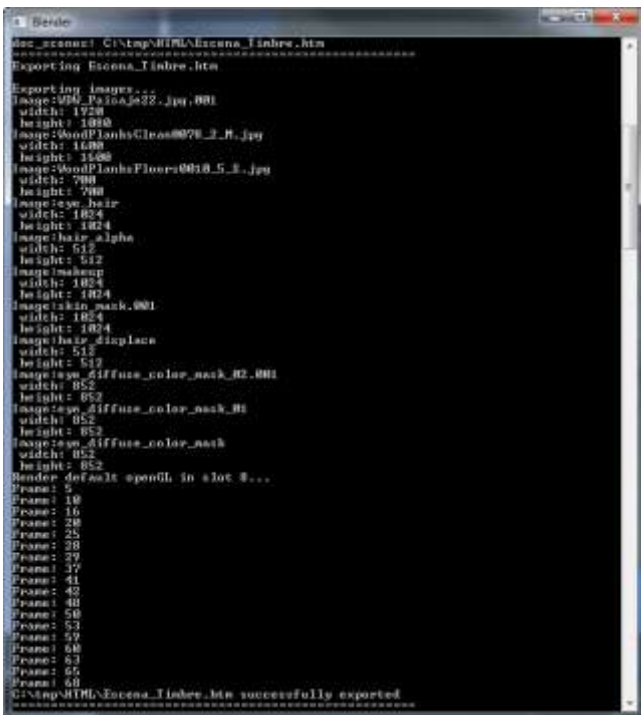 Blender
doc_scenes: C:\tmp\HTML\Escena_Timbre.htm
Exporting Escena_Timbre.htm
Exporting images...
Image:WDW_Paisaje22.jpg.001
width: 1920
height: 1080
Image:WoodPlanksClean0078_2_M.jpg
width: 1600
height: 1600
Image:WoodPlanksFloors0010_5_S.jpg
width: 700
height: 700
Image:eye_hair
width: 1024
height: 1024
Image:hair_alpha
width: 512
height: 512
Image:makeup
width: 1024
height: 1024
Image:skin_mask.001
width: 1024
height: 1024
Image:hair_displace
width: 512
height: 512
Image:eye_diffuse_color_mask_02.001
width: 852
height: 852
Image:eye_diffuse_color_mask_01
width: 852
height: 852
Image:eye_diffuse_color_mask
width: 852
height: 852
Render default openGL in slot 8...
Frame: 5
Frame: 10
Frame: 16
Frame: 20
Frame: 25
Frame: 28
Frame: 29
Frame: 37
Frame: 41
Frame: 42
Frame: 48
Frame: 50
Frame: 53
Frame: 59
Frame: 60
Frame: 63
Frame: 65
Frame: 68
C:\tmp\HTML\Escena_Timbre.htm successfully exported